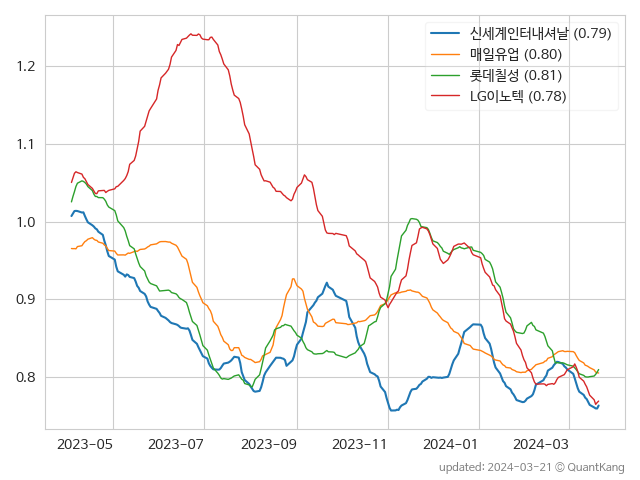 신세계인터내셔날 (0.79)
매일유업 (0.80)
롯데칠성 (0.81)
LG이노텍 (0.78)
1.2
1.1
1.0
0.9
0.8
2023-05 2023-07 2023-09 2023-11 2024-01 2024-03
updated: 2024-03-21 © QuantKang